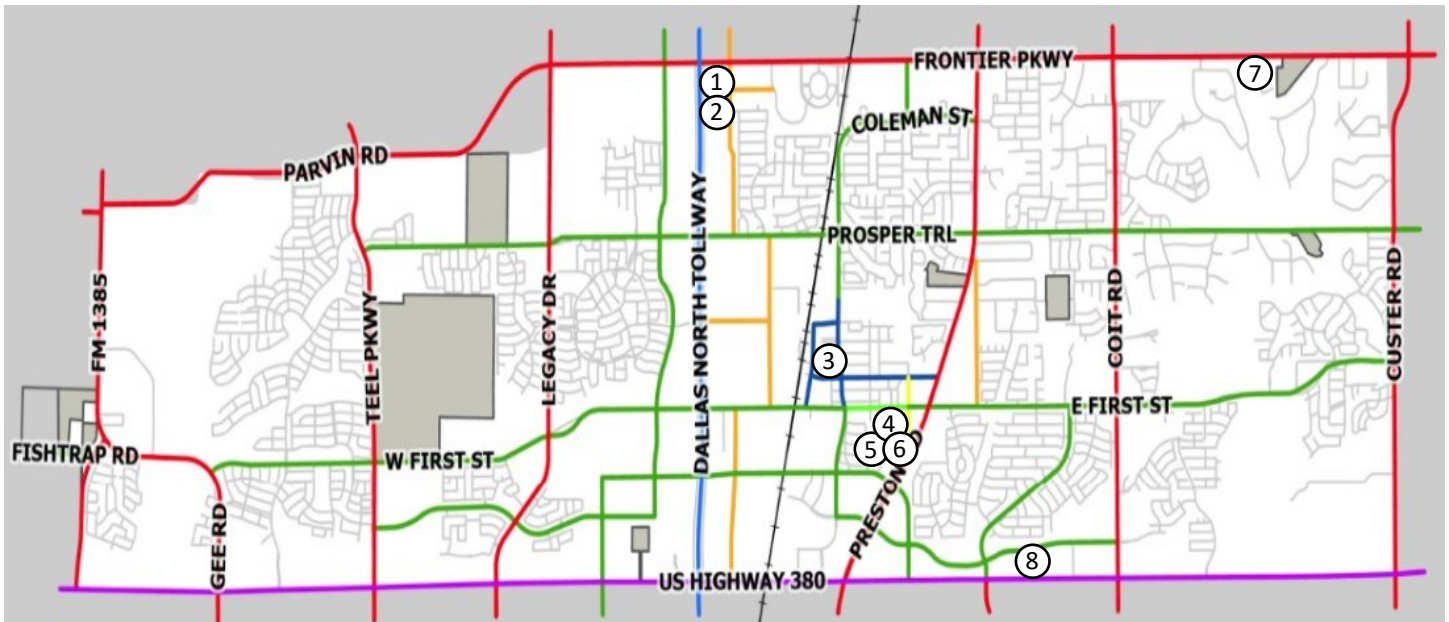 FRONTIER PKWY
1
7
2
COLEMAN ST
PARVIN RD
PROSPER TRL
DALLAS NORTH TOLLWAY
FM 1385
TEEL PKWY
LEGACY DR
COIT RD
CUSTER RD
3
E FIRST ST
4
5
6
FISHTRAP RD
W FIRST ST
PRESTON RD
GEE RD
8
US HIGHWAY 380